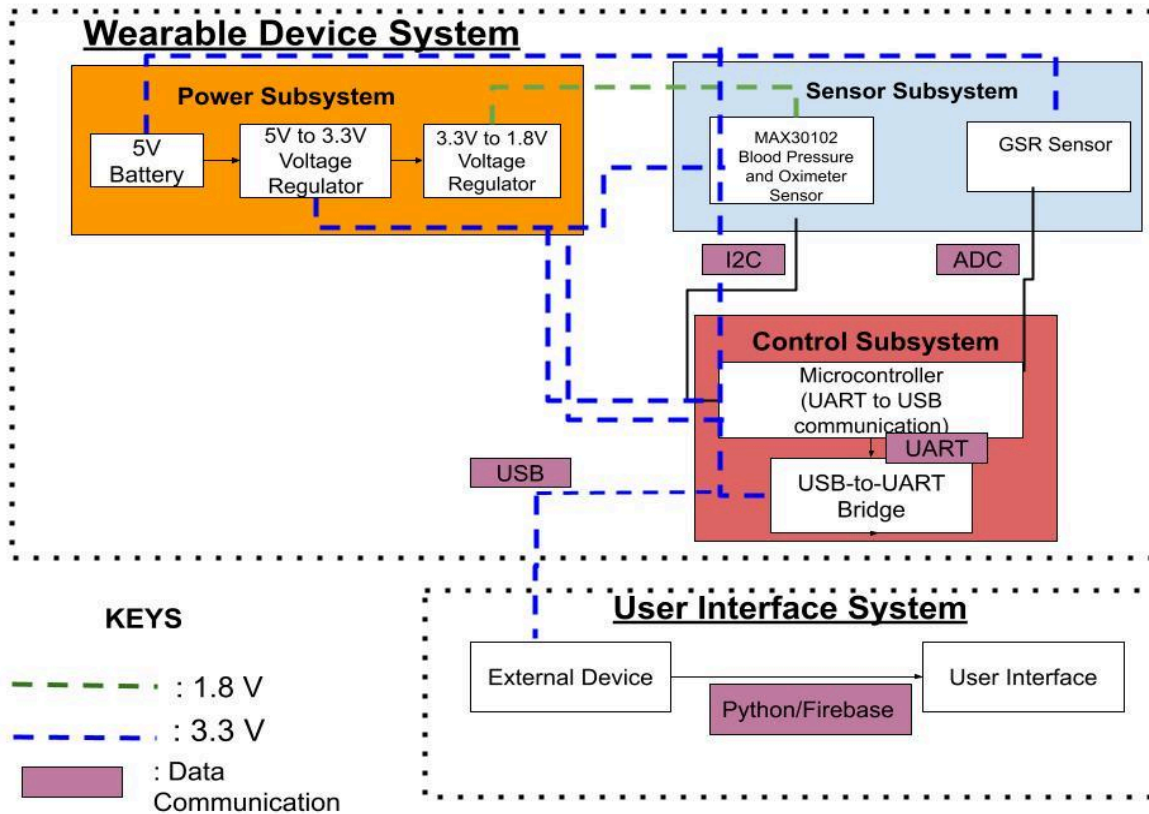 Wearable Device System
Power Subsystem
5V
Battery
5V to 3.3V
Voltage
Regulator
3.3V to 1.8V
Voltage
Regulator
Sensor Subsystem
MAX30102
Blood Pressure
and Oximeter
Sensor
GSR Sensor
I2C
ADC
Control Subsystem
Microcontroller
(UART to USB
communication)
UART
USB-to-UART
Bridge
USB
KEYS
: 1.8 V
: 3.3 V
: Data
Communication
User Interface System
External Device
Python/Firebase
User Interface